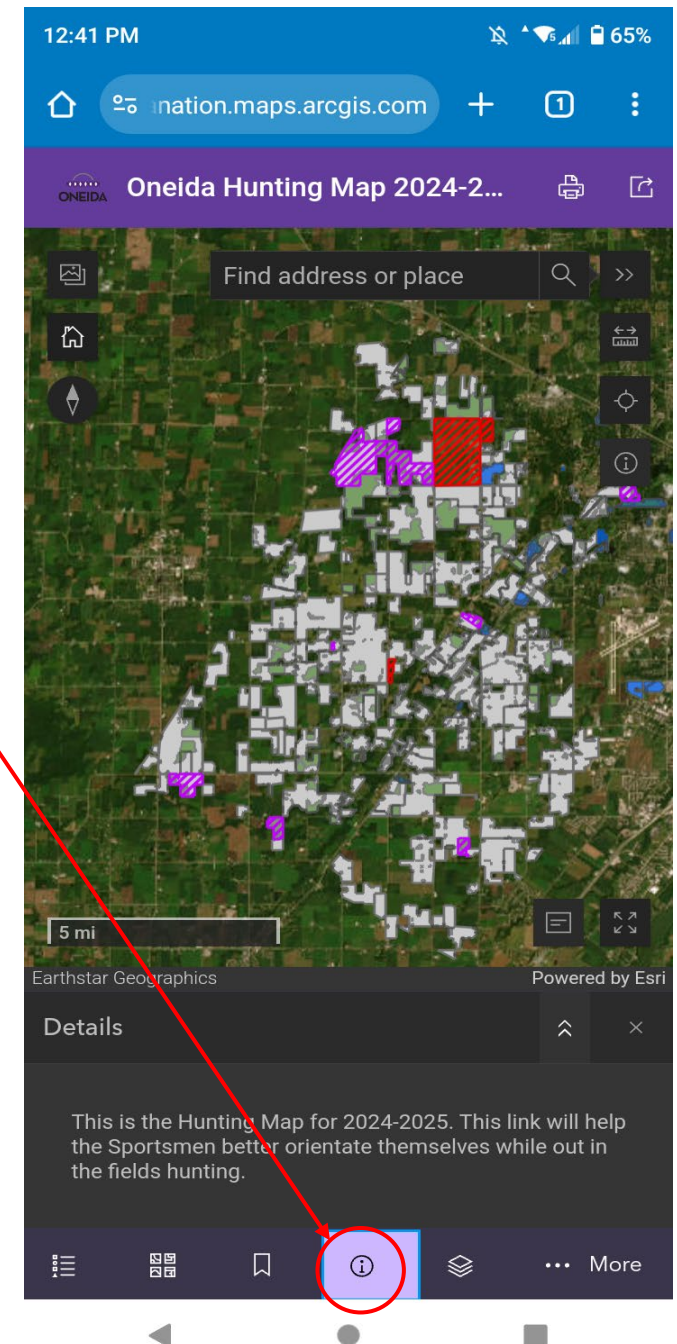 12:41 PM
5
65%
nation.maps.arcgis.com
1
ONEIDA
Oneida Hunting Map 2024-2...
Find address or place
5 mi
Earthstar Geographics
Powered by Esri
Details
This is the Hunting Map for 2024-2025. This link will help
the Sportsmen better orientate themselves while out in
the fields hunting.
More